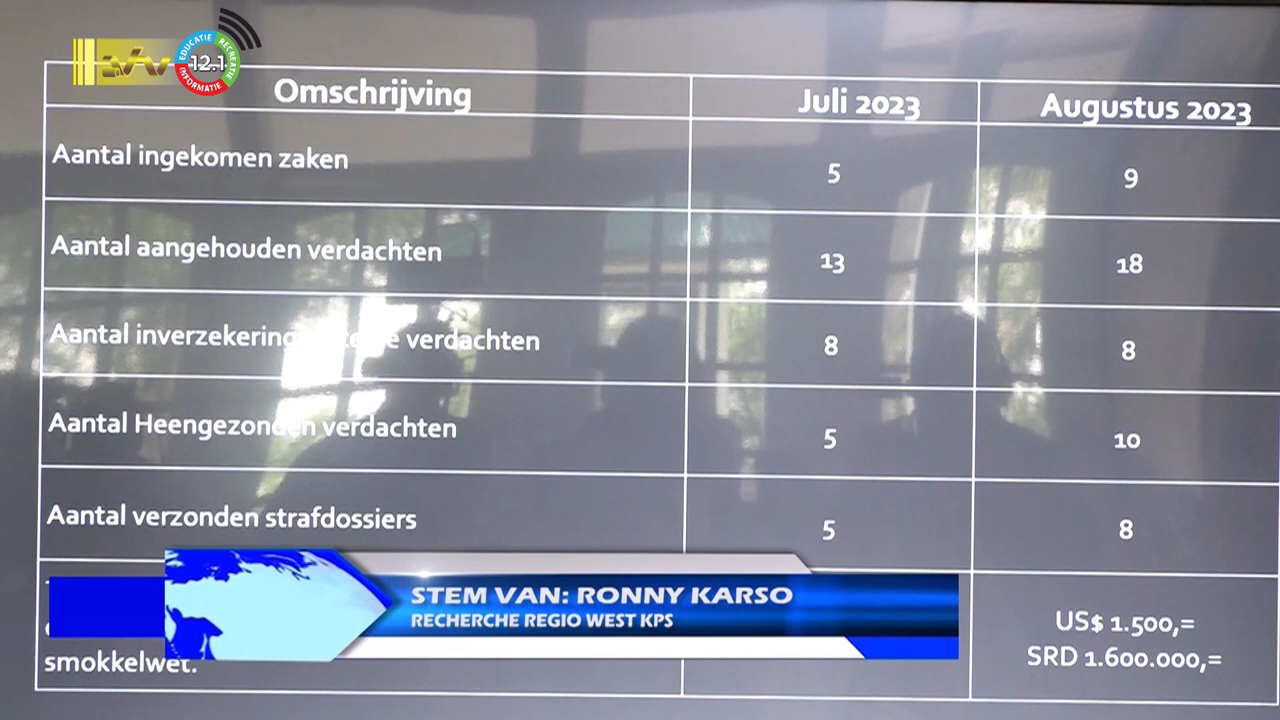 EDUCATIE
RECREATIE
INFORMATIE
12.1
Omschrijving Juli 2023 Augustus 2023
Aantal ingekomen zaken 5 9
Aantal aangehouden verdachten 13 18
Aantal verdachten 8 8
Aantal Heengezonden verdachten 5 10
Aantal verzonden strafdossiers 5 8
US$ 1.500,=
smokkelwet. SRD 1.600.000,=
STEM VAN: RONNY KARSO
RECHERCHE REGIO WEST KPS